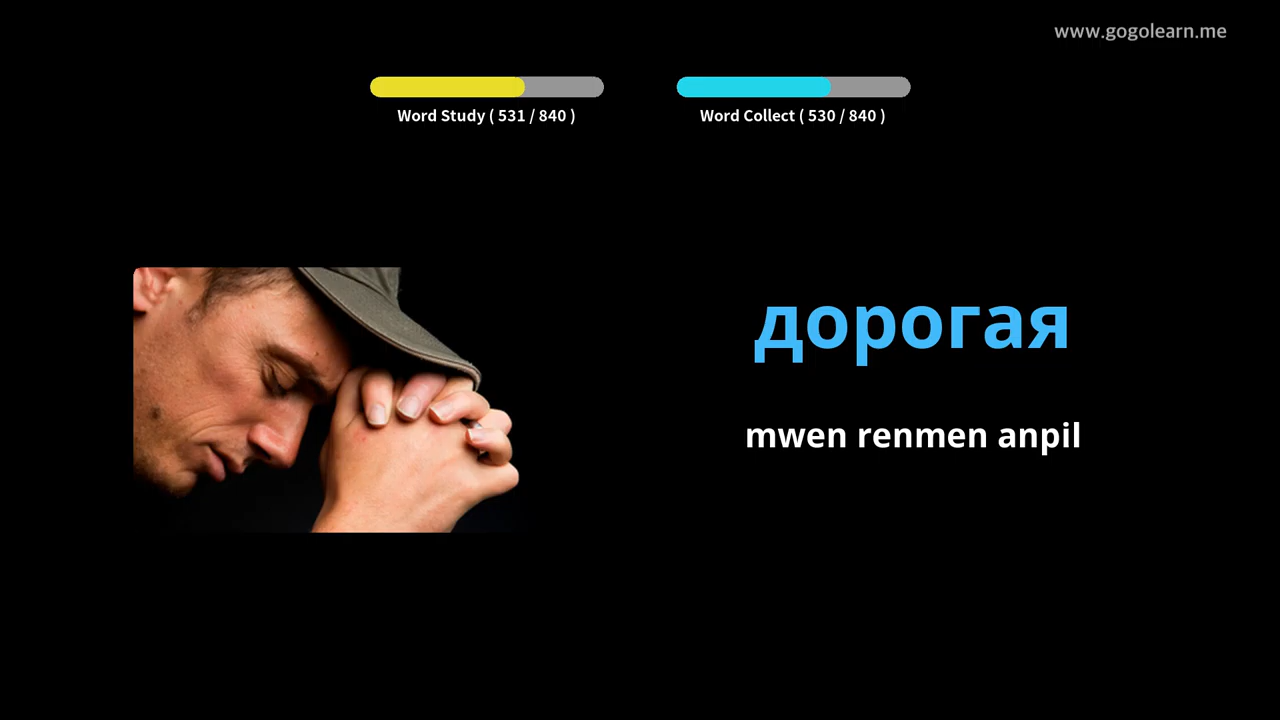 www.gogolearn.me
Word Study ( 531 / 840 )
Word Collect ( 530 / 840 )
дорогая
mwen renmen anpil